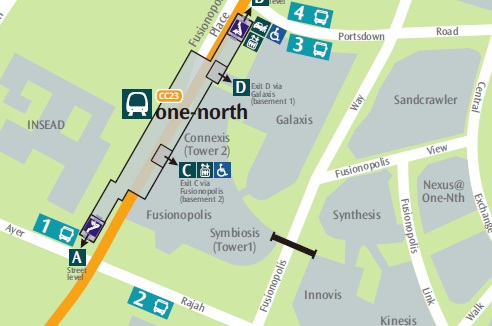 Fusionopolis
Place
B
level
4
3
Portsdown
Road
D
Exit D via
Galaxis
(basement 1)
CC23
one-north
INSEAD
Galaxis
Way
Sandcrawler
Central
Connexis
(Tower 2)
C
Exit C via
Fusionopolis
(basement 2)
Fusionopolis
View
Nexus@
One-Nth
Exchange
Fusionopolis
Synthesis
Symbiosis
(Tower1)
1
Ayer
A
Street
level
2
Rajah
Fusionopolis
Innovis
Fusionopolis
Link
Kinesis
Walk